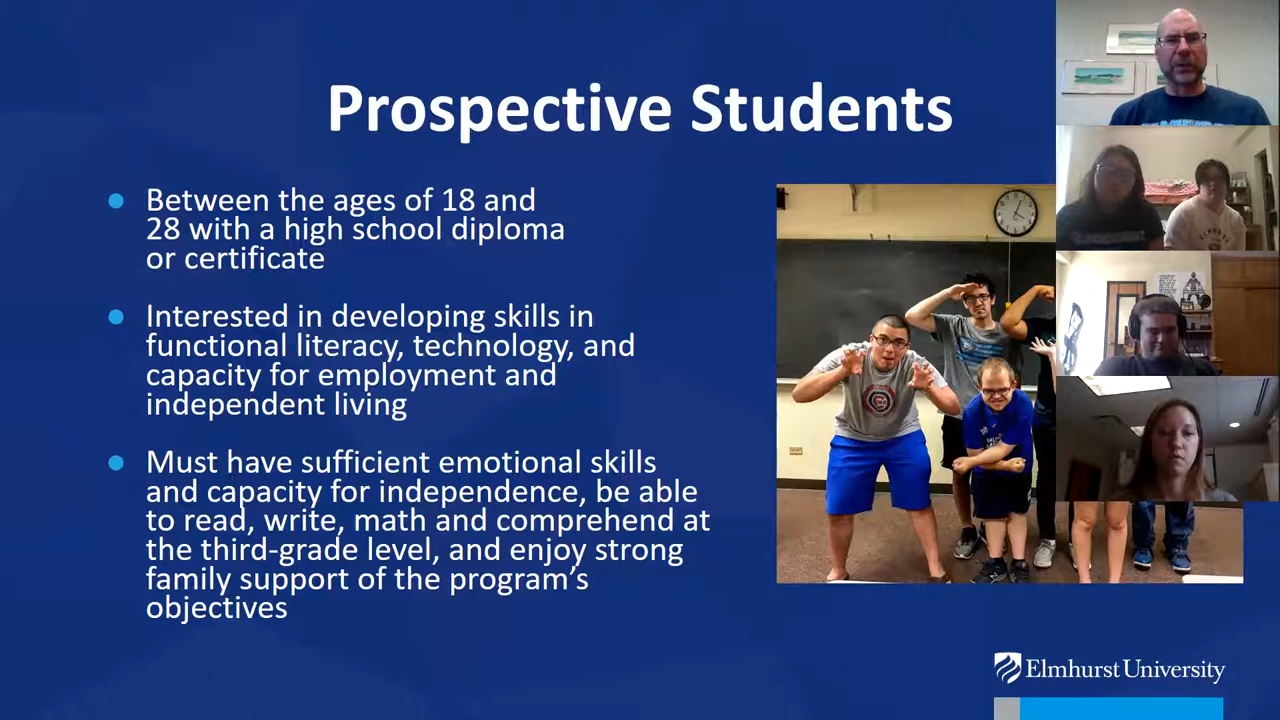 Prospective Students
Between the ages of 18 and
28 with a high school diploma
or certificate
Interested in developing skills in
functional literacy, technology, and
capacity for employment and
independent living
Must have sufficient emotional skills
and capacity for independence, be able
to read, write, math and comprehend at
the third-grade level, and enjoy strong
family support of the program’s
objectives
Elmhurst University